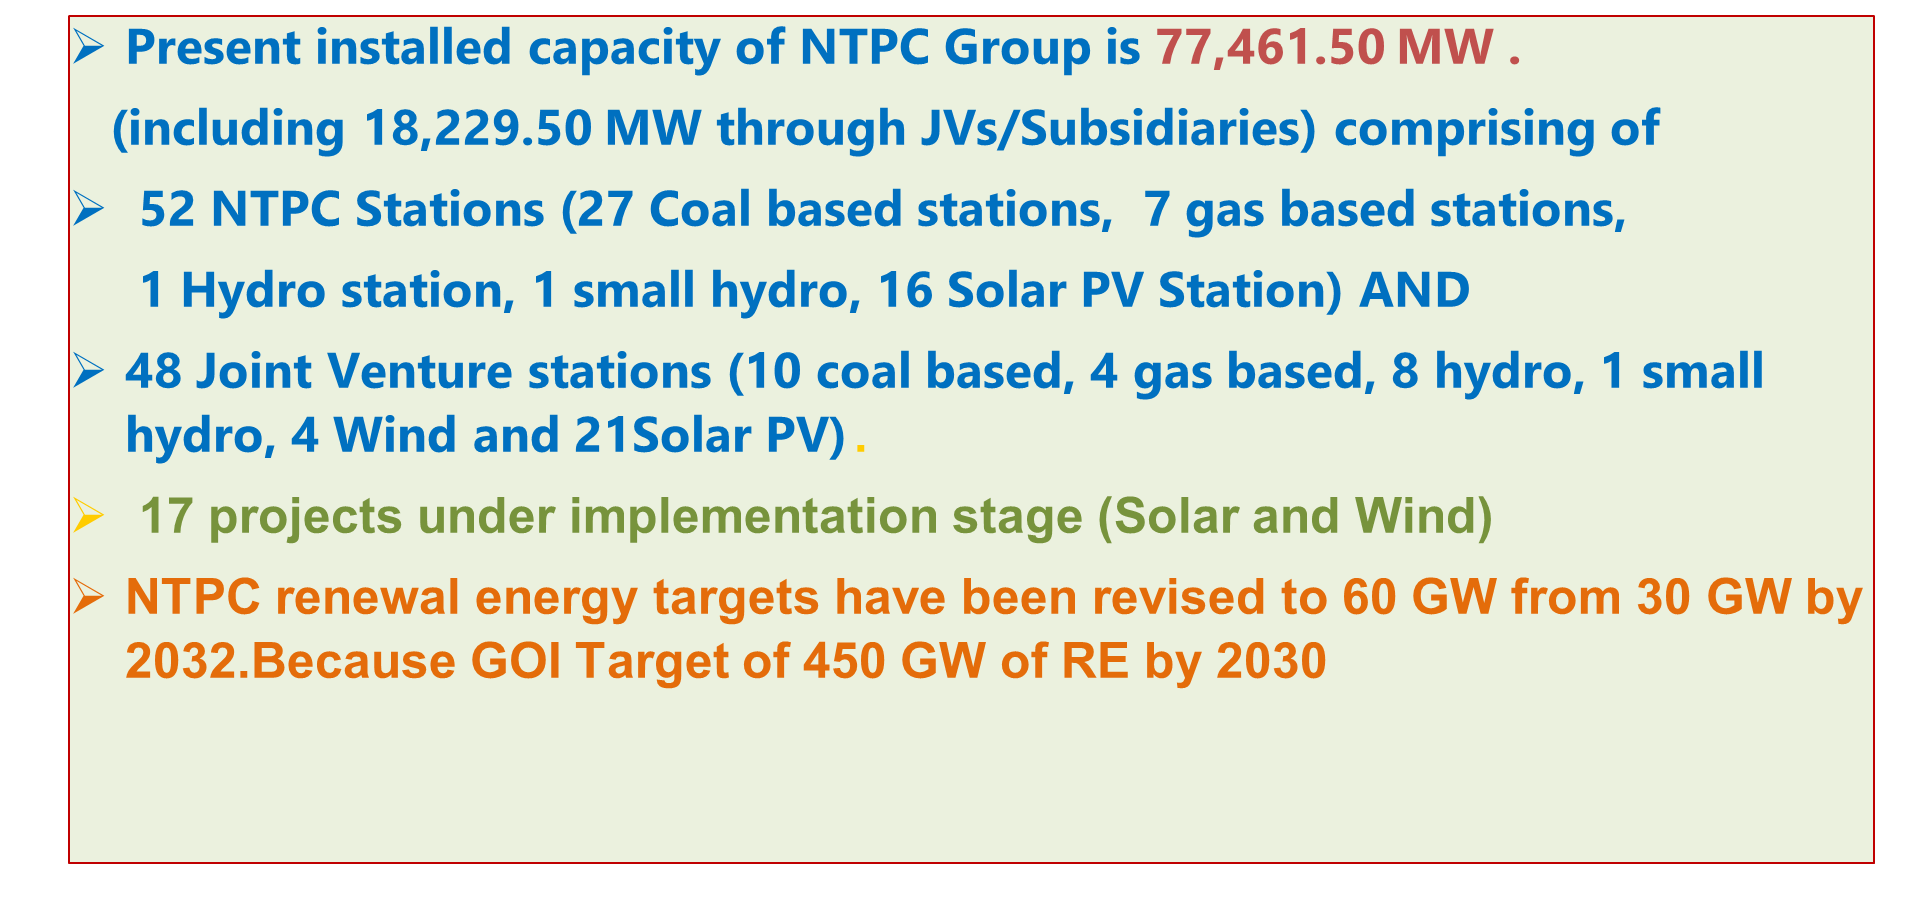 Present installed capacity of NTPC Group is 77,461.50 MW .
(including 18,229.50 MW through JVs/Subsidiaries) comprising of
52 NTPC Stations (27 Coal based stations, 7 gas based stations,
1 Hydro station, 1 small hydro, 16 Solar PV Station) AND
48 Joint Venture stations (10 coal based, 4 gas based, 8 hydro, 1 small
hydro, 4 Wind and 21Solar PV) .
17 projects under implementation stage (Solar and Wind)
NTPC renewal energy targets have been revised to 60 GW from 30 GW by
2032.Because GOI Target of 450 GW of RE by 2030